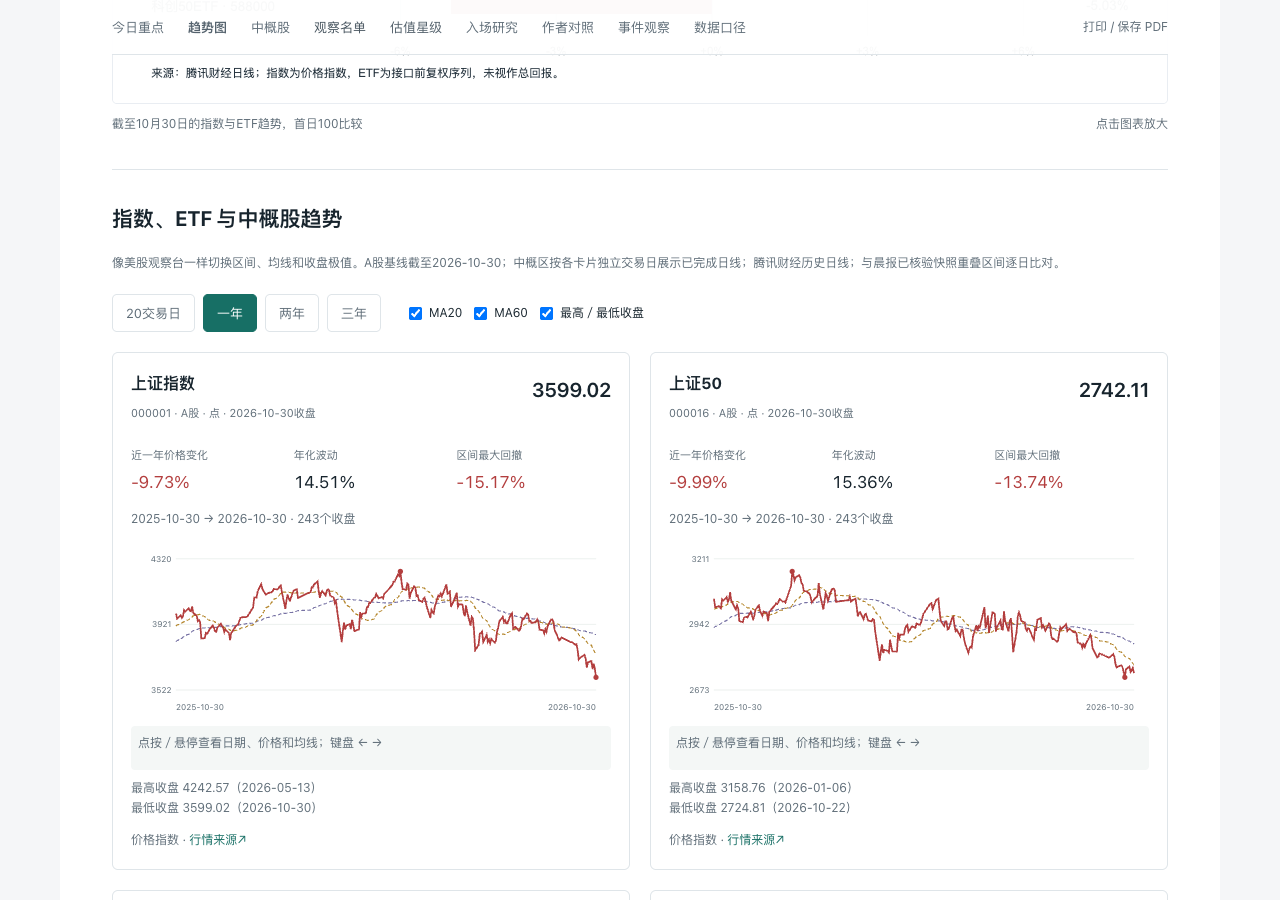 今日重点 趋势图 中概股 观察名单 估值星级 入场研究 作者对照 事件观察 数据口径 打印 / 保存 PDF
来源：腾讯财经日线；指数为价格指数，ETF为接口前复权序列，未视作总回报。
截至10月30日的指数与ETF趋势，首日100比较 点击图表放大
指数、ETF 与中概股趋势
像美股观察台一样切换区间、均线和收盘极值。A股基线截至2026-10-30；中概区按各卡片独立交易日展示已完成日线；腾讯财经历史日线；与晨报已核验快照重叠区间逐日比对。
20交易日 一年 两年 三年 MA20 MA60 最高 / 最低收盘
上证指数 3599.02
000001 · A股 · 点 · 2026-10-30收盘
近一年价格变化 年化波动 区间最大回撤
-9.73% 14.51% -15.17%
2025-10-30 → 2026-10-30 · 243个收盘
4320
3921
3522
2025-10-30 2026-10-30
点按 / 悬停查看日期、价格和均线；键盘 ← →
最高收盘 4242.57（2026-05-13）
最低收盘 3599.02（2026-10-30）
价格指数 · 行情来源↗
上证50 2742.11
000016 · A股 · 点 · 2026-10-30收盘
近一年价格变化 年化波动 区间最大回撤
-9.99% 15.36% -13.74%
2025-10-30 → 2026-10-30 · 243个收盘
3211
2942
2673
2025-10-30 2026-10-30
点按 / 悬停查看日期、价格和均线；键盘 ← →
最高收盘 3158.76（2026-01-06）
最低收盘 2724.81（2026-10-22）
价格指数 · 行情来源↗